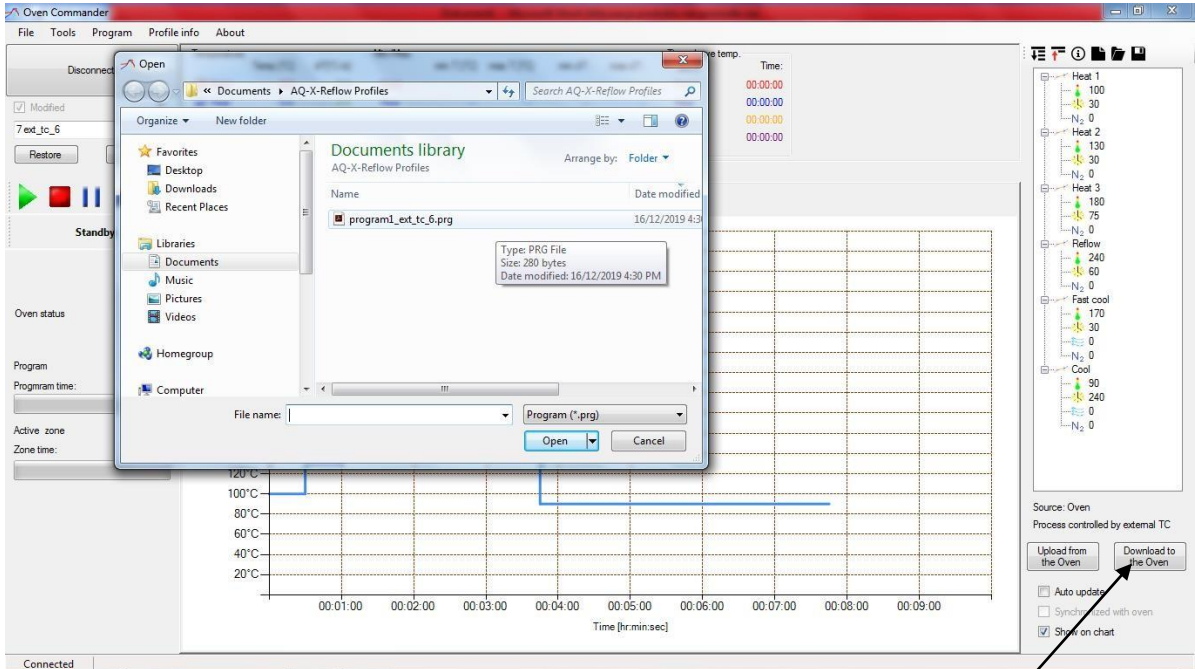 Oven Commander
File Tools Program Profile info About
Disconnect
Modified
7 ext_tc_6
Restore
Standby
Oven status
Program
Progmram time:
Active zone
Zone time:
Connected
Open
« Documents ▸ AQ-X-Reflow Profiles
Search AQ-X-Reflow Profiles
Organize New folder
Favorites
Desktop
Downloads
Recent Places
Libraries
Documents
Music
Pictures
Videos
Homegroup
Computer
Documents library
AQ-X-Reflow Profiles
Arrange by: Folder
Name Date modified
program1_ext_tc_6.prg 16/12/2019 4:3
Type: PRG File
Size: 280 bytes
Date modified: 16/12/2019 4:30 PM
File name: Program (*.prg)
Open Cancel
temp.
Time:
00:00:00
00:00:00
00:00:00
00:00:00
120°C
100°C
80°C
60°C
40°C
20°C
00:01:00 00:02:00 00:03:00 00:04:00 00:05:00 00:06:00 00:07:00 00:08:00 00:09:00
Time [hr:min:sec]
Heat 1
100
30
N₂ 0
Heat 2
130
30
N₂ 0
Heat 3
180
75
N₂ 0
Reflow
240
60
N₂ 0
Fast cool
170
30
0
N₂ 0
Cool
90
240
0
N₂ 0
Source: Oven
Process controlled by external TC
Upload from the Oven
Download to the Oven
Auto update
Synchronized with oven
Show on chart